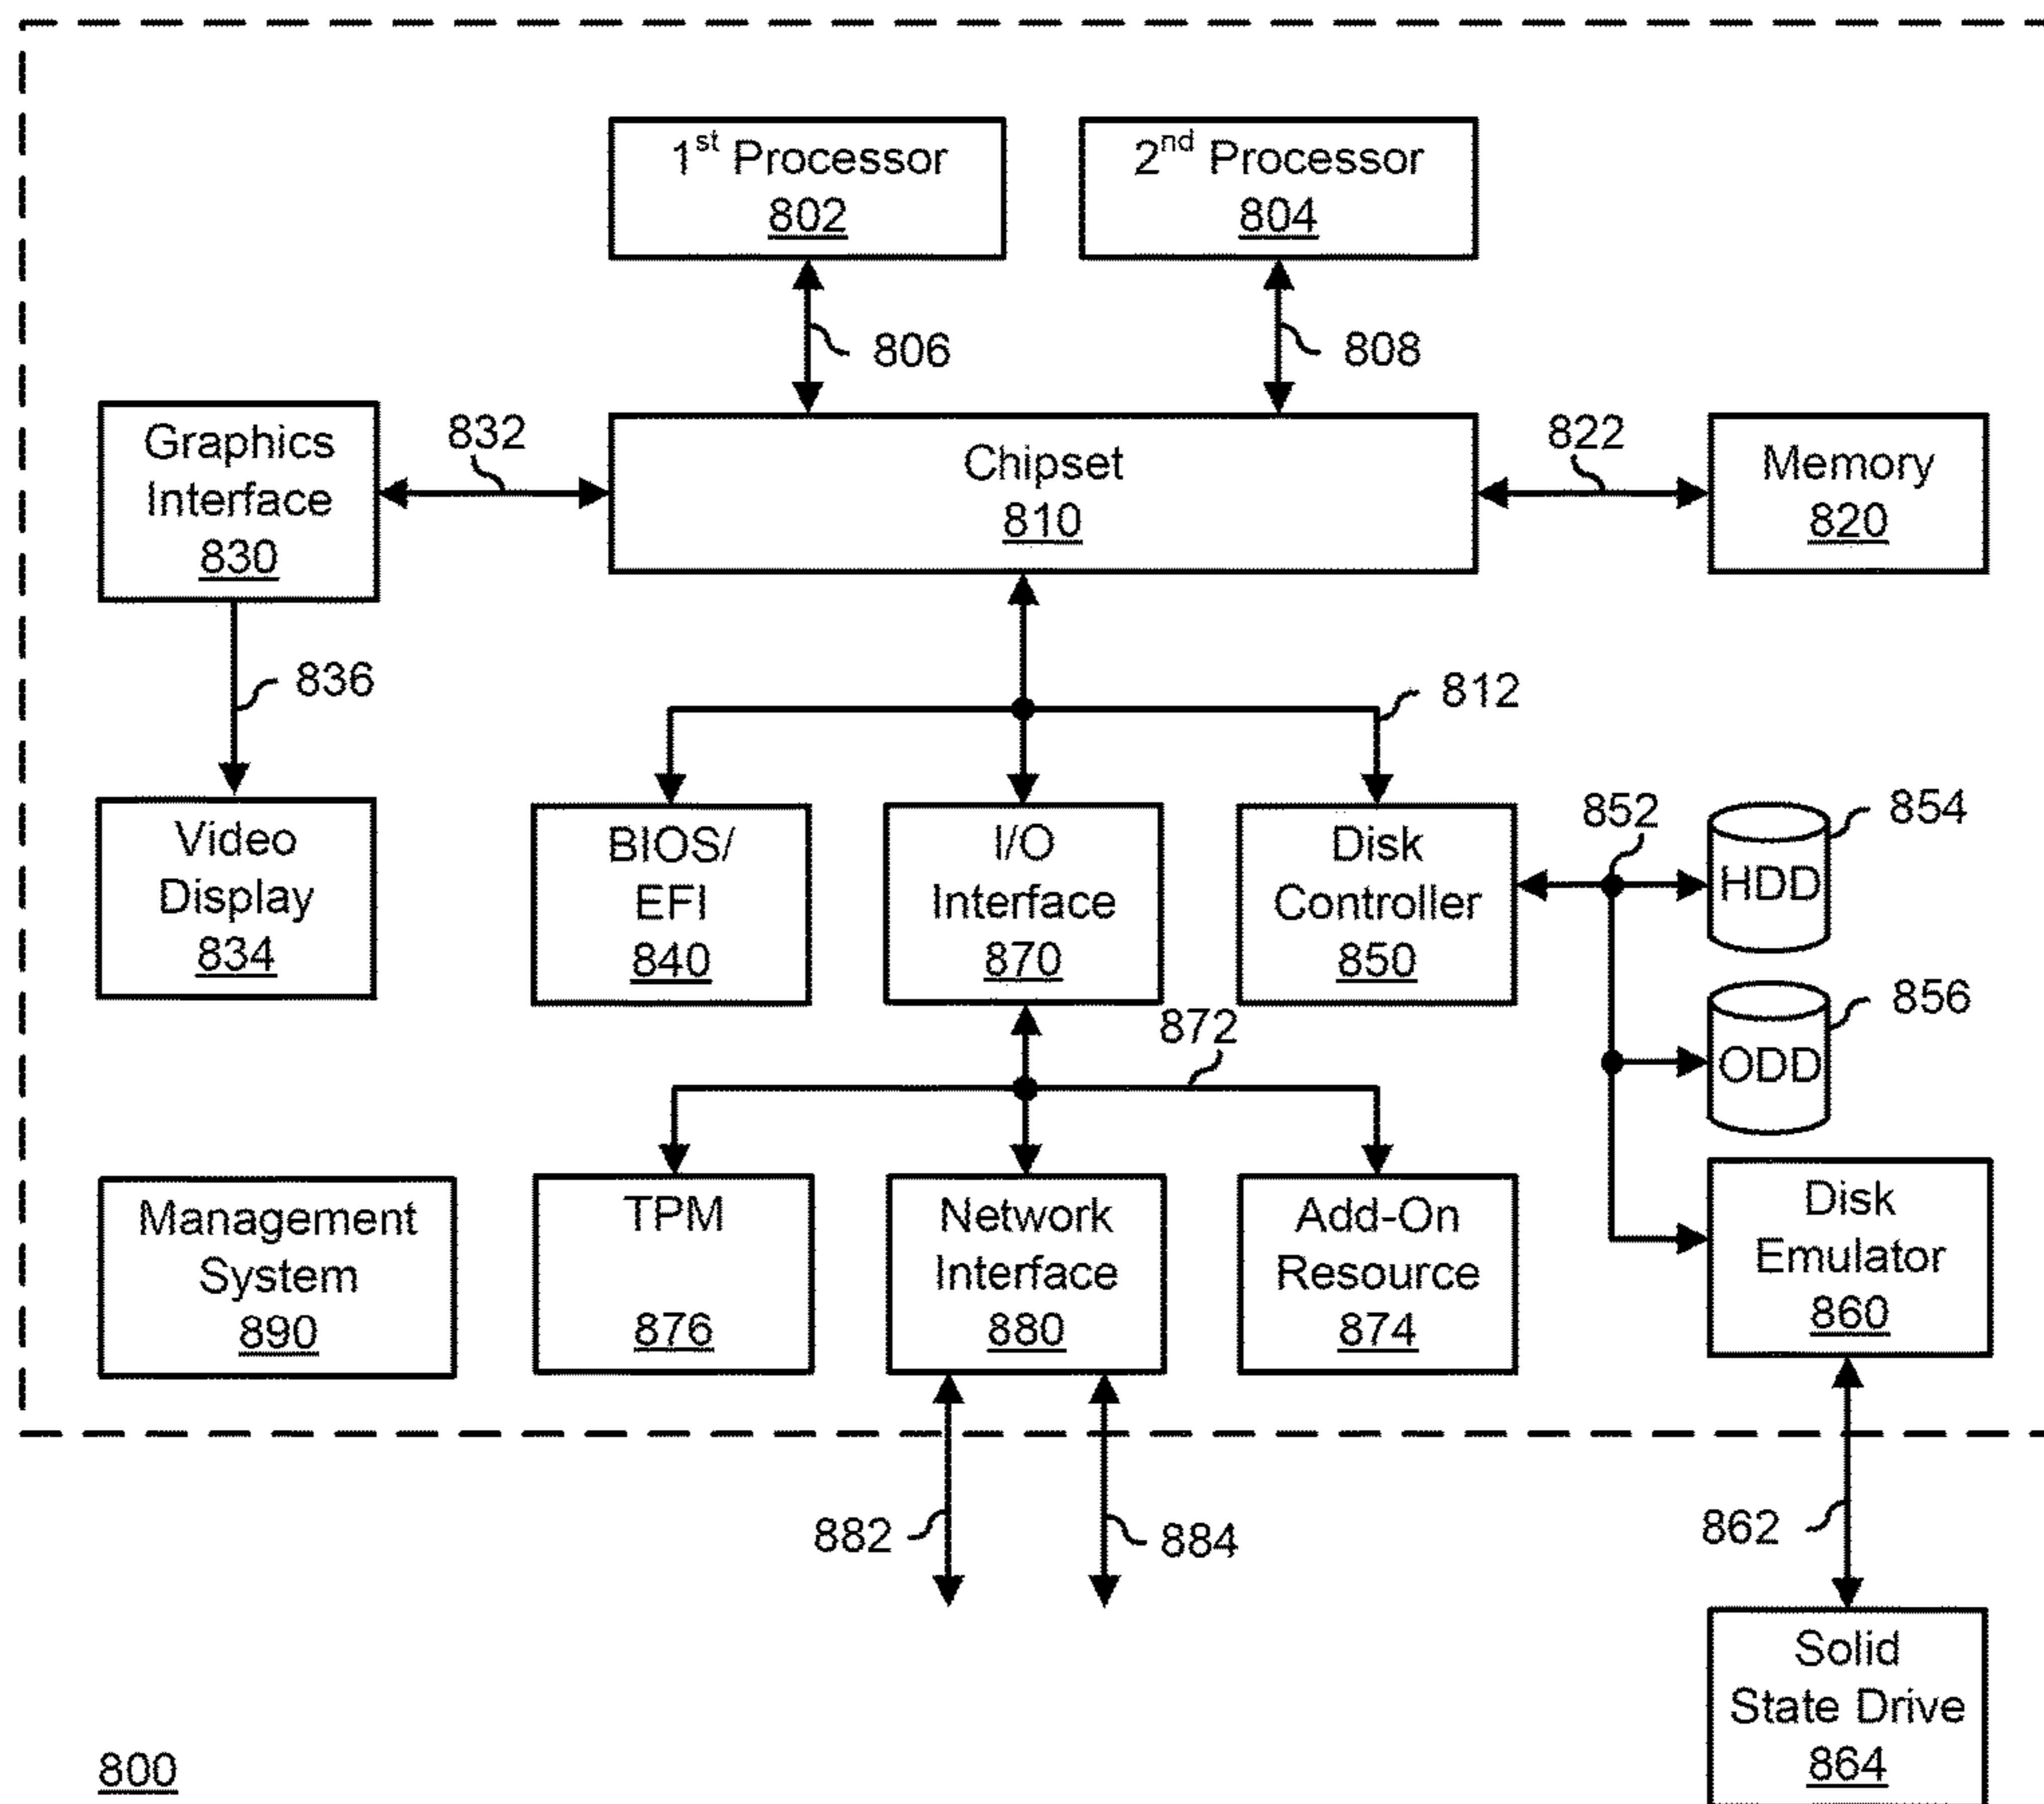 1st Processor
802
2nd Processor
804
806
808
Graphics
Interface
830
832
Chipset
810
822
Memory
820
836
812
Video
Display
834
BIOS/
EFI
840
I/O
Interface
870
Disk
Controller
850
852
HDD
854
ODD
856
872
Management
System
890
TPM
876
Network
Interface
880
Add-On
Resource
874
Disk
Emulator
860
882
884
862
Solid
State Drive
864
800